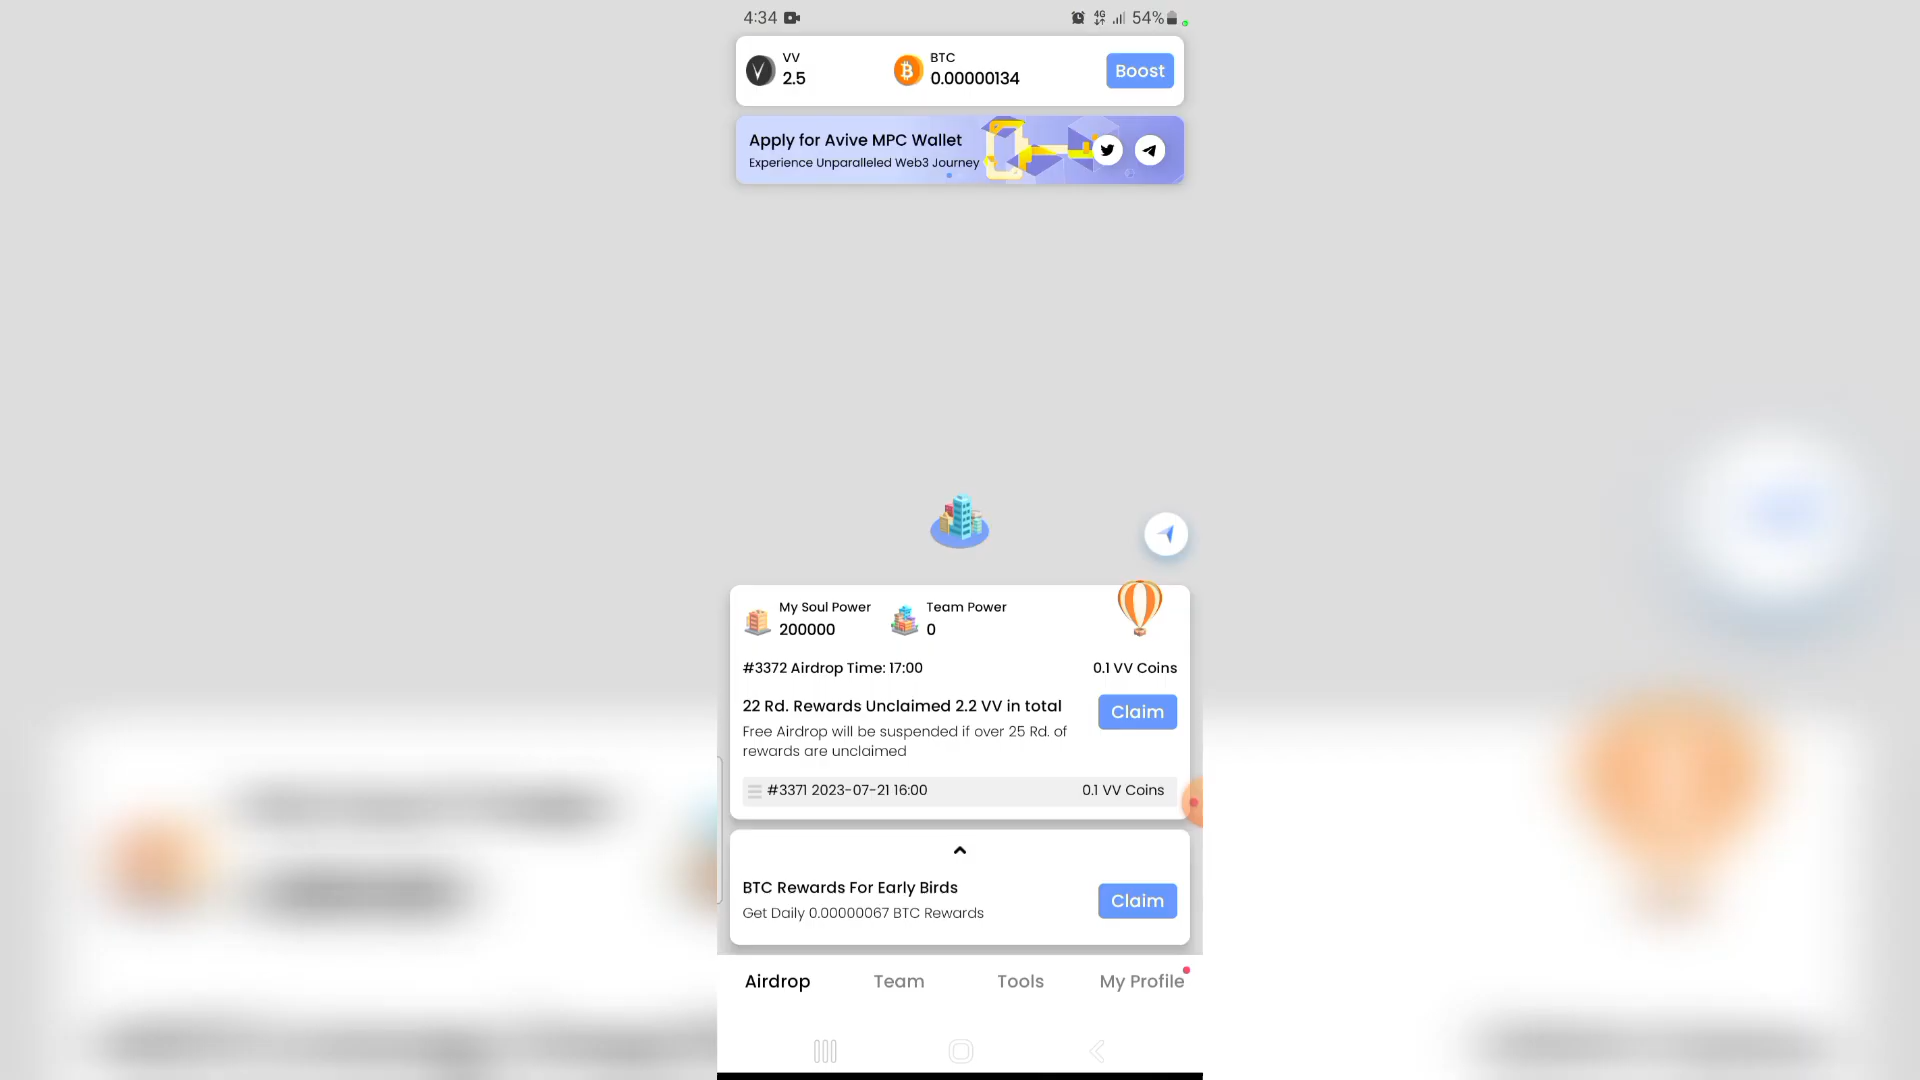 4:34
4G
54%
VV
2.5
BTC
0.00000134
Boost
Apply for Avive MPC Wallet
Experience Unparalleled Web3 Journey
My Soul Power
200000
Team Power
0
#3372 Airdrop Time: 17:00
0.1 VV Coins
22 Rd. Rewards Unclaimed 2.2 VV in total
Free Airdrop will be suspended if over 25 Rd. of
rewards are unclaimed
Claim
#3371 2023-07-21 16:00
0.1 VV Coins
BTC Rewards For Early Birds
Get Daily 0.00000067 BTC Rewards
Claim
Airdrop
Team
Tools
My Profile